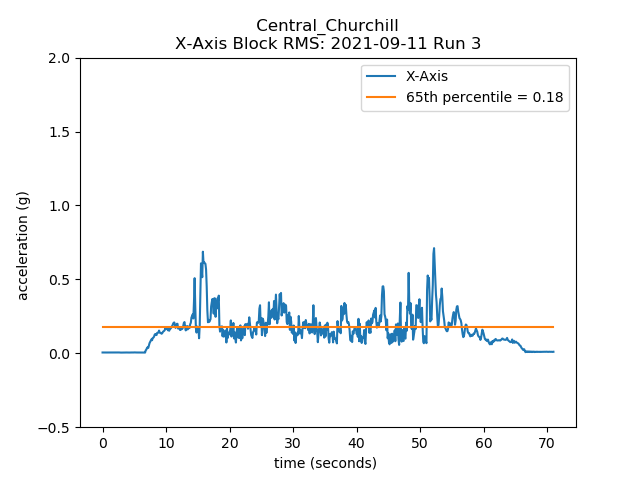 Central_Churchill
X-Axis Block RMS: 2021-09-11 Run 3
2.0
1.5
1.0
0.5
0.0
−0.5
acceleration (g)
X-Axis
65th percentile = 0.18
0 10 20 30 40 50 60 70
time (seconds)